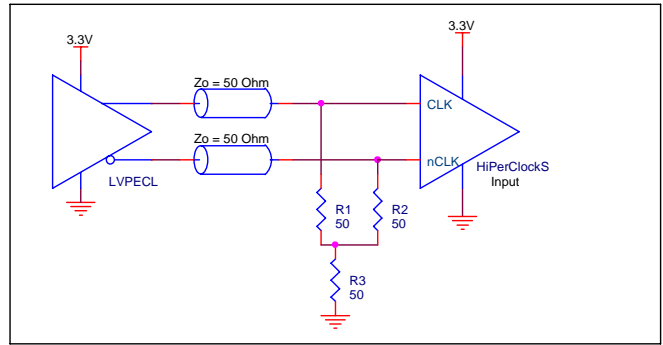 3.3V
3.3V
Zo = 50 Ohm
CLK
Zo = 50 Ohm
nCLK
HiPerClockS
Input
LVPECL
R1
50
R2
50
R3
50